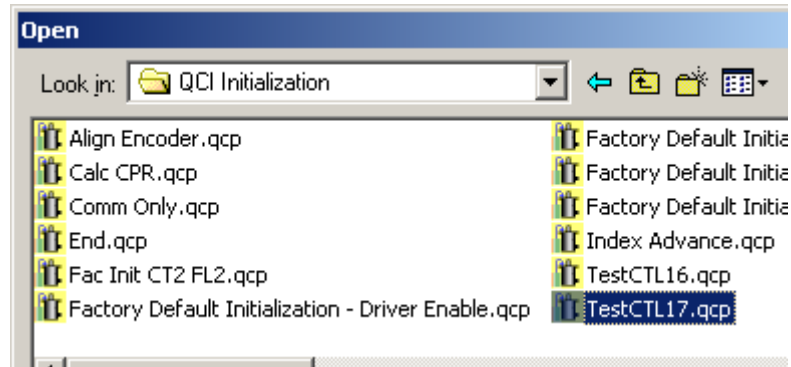 Open
Look in: QCI Initialization
Align Encoder.qcp
Calc CPR.qcp
Comm Only.qcp
End.qcp
Fac Init CT2 FL2.qcp
Factory Default Initialization - Driver Enable.qcp
Factory Default Initia
Factory Default Initia
Factory Default Initia
Index Advance.qcp
TestCTL16.qcp
TestCTL17.qcp